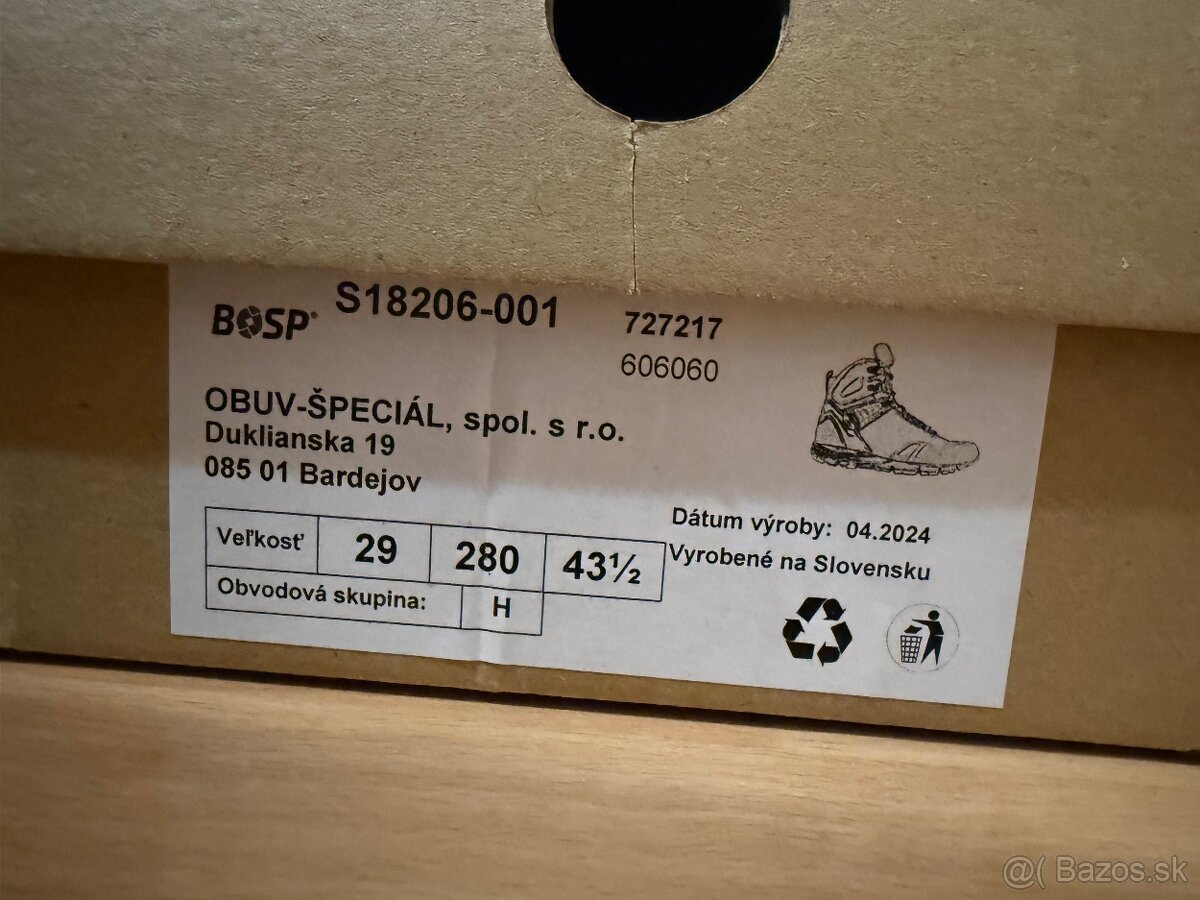 BOSP®
S18206-001
727217
606060
OBUV-ŠPECIÁL, spol. s r.o.
Duklianska 19
085 01 Bardejov
Veľkosť 29 280 43½
Obvodová skupina: H
Dátum výroby: 04.2024
Vyrobené na Slovensku
@( Bazos.sk